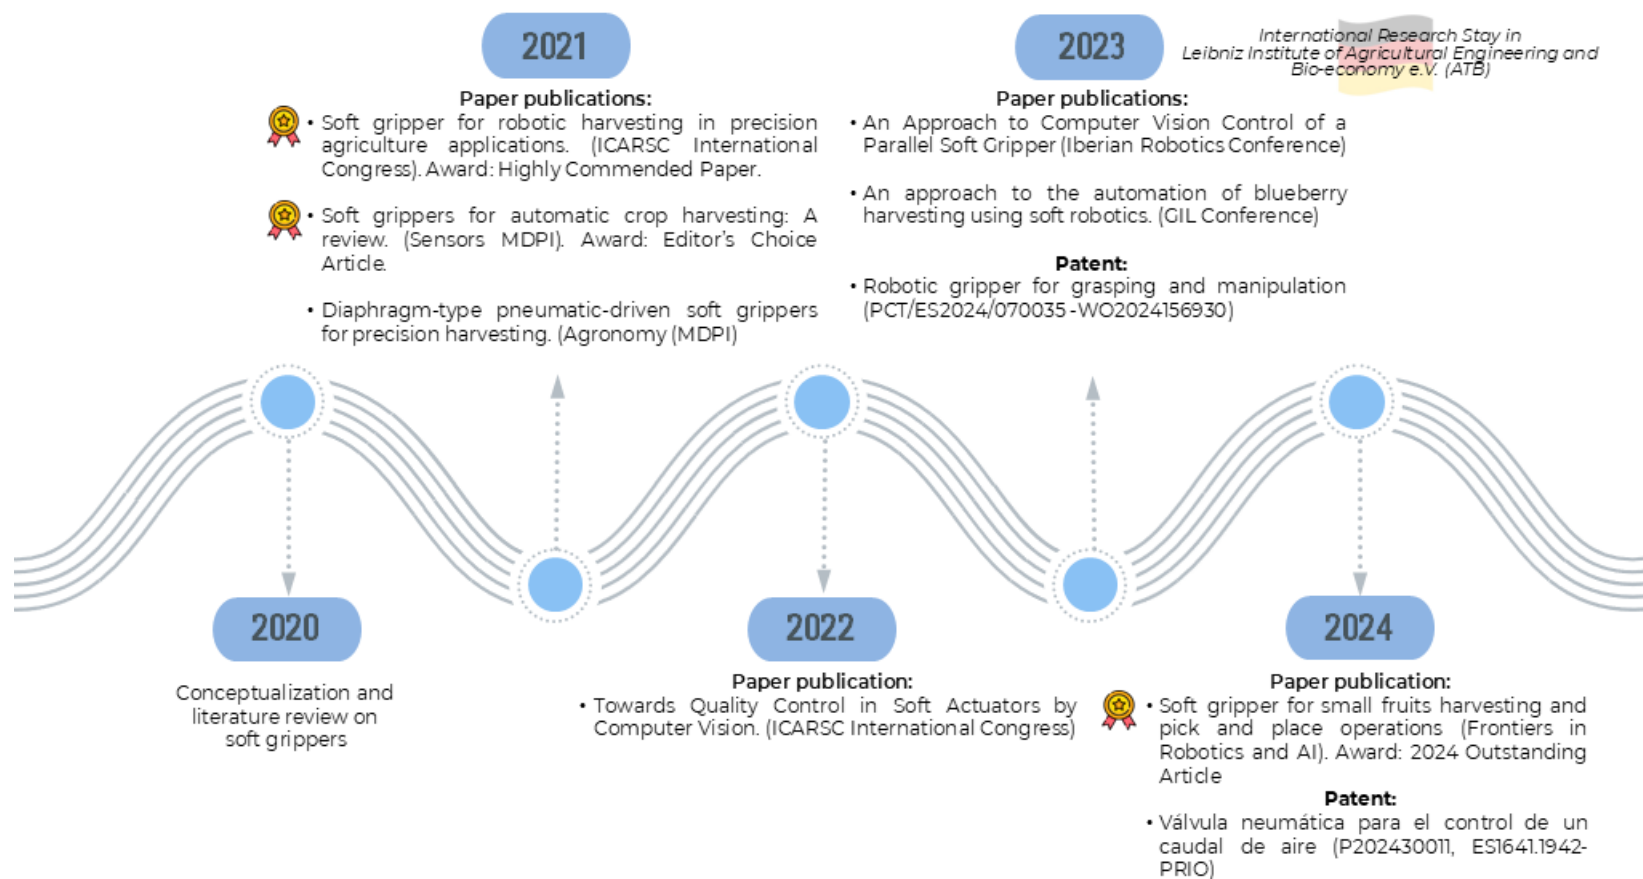 2021
Paper publications:
• Soft gripper for robotic harvesting in precision
agriculture applications. (ICARSC International
Congress). Award: Highly Commended Paper.
• Soft grippers for automatic crop harvesting: A
review. (Sensors MDPI). Award: Editor's Choice
Article.
• Diaphragm-type pneumatic-driven soft grippers
for precision harvesting. (Agronomy (MDPI)
2023
International Research Stay in
Leibniz Institute of Agricultural Engineering and
Bio-economy e.V. (ATB)
Paper publications:
• An Approach to Computer Vision Control of a
Parallel Soft Gripper (Iberian Robotics Conference)
• An approach to the automation of blueberry
harvesting using soft robotics. (GIL Conference)
Patent:
• Robotic gripper for grasping and manipulation
(PCT/ES2024/070035 -WO2024156930)
2020
Conceptualization and
literature review on
soft grippers
2022
Paper publication:
• Towards Quality Control in Soft Actuators by
Computer Vision. (ICARSC International Congress)
2024
Paper publication:
• Soft gripper for small fruits harvesting and
pick and place operations (Frontiers in
Robotics and AI). Award: 2024 Outstanding
Article
Patent:
• Válvula neumática para el control de un
caudal de aire (P202430011, ES1641.1942-
PRIO)